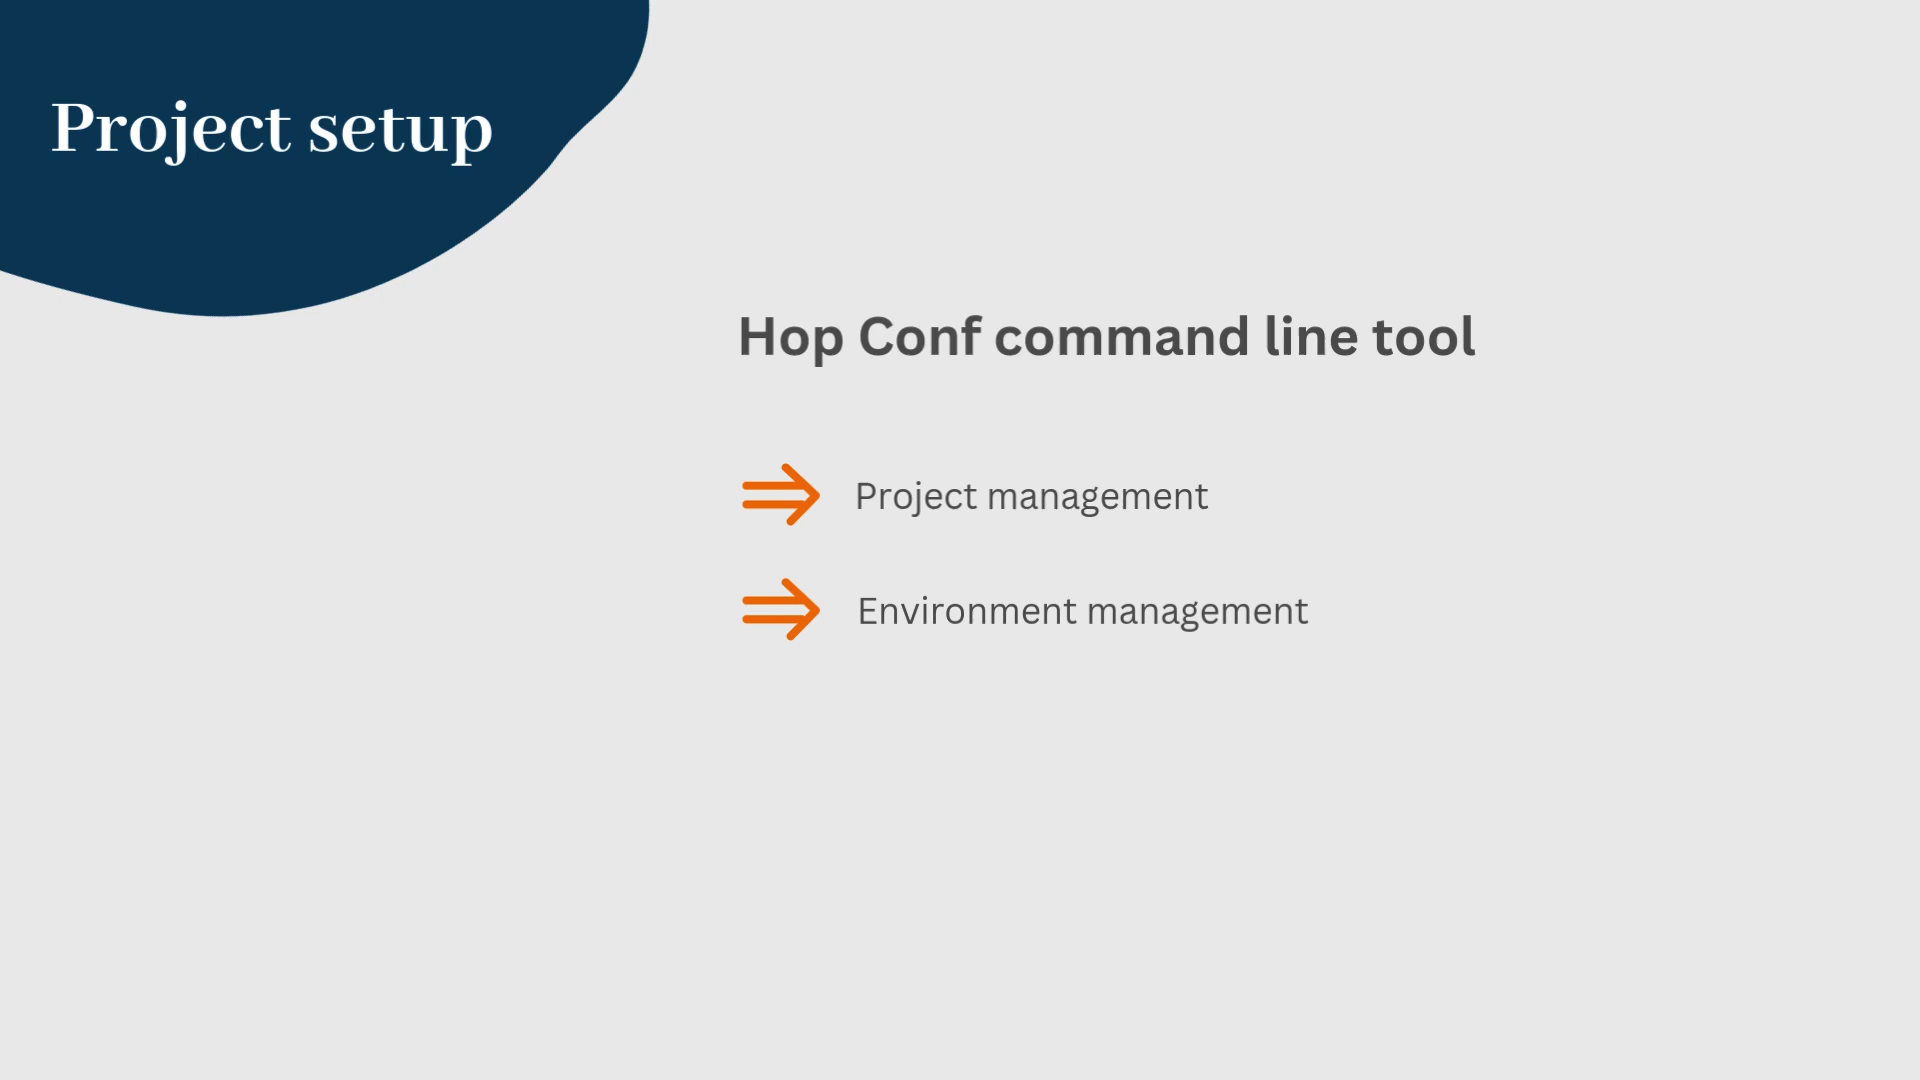 Project setup
Hop Conf command line tool
Project management
Environment management